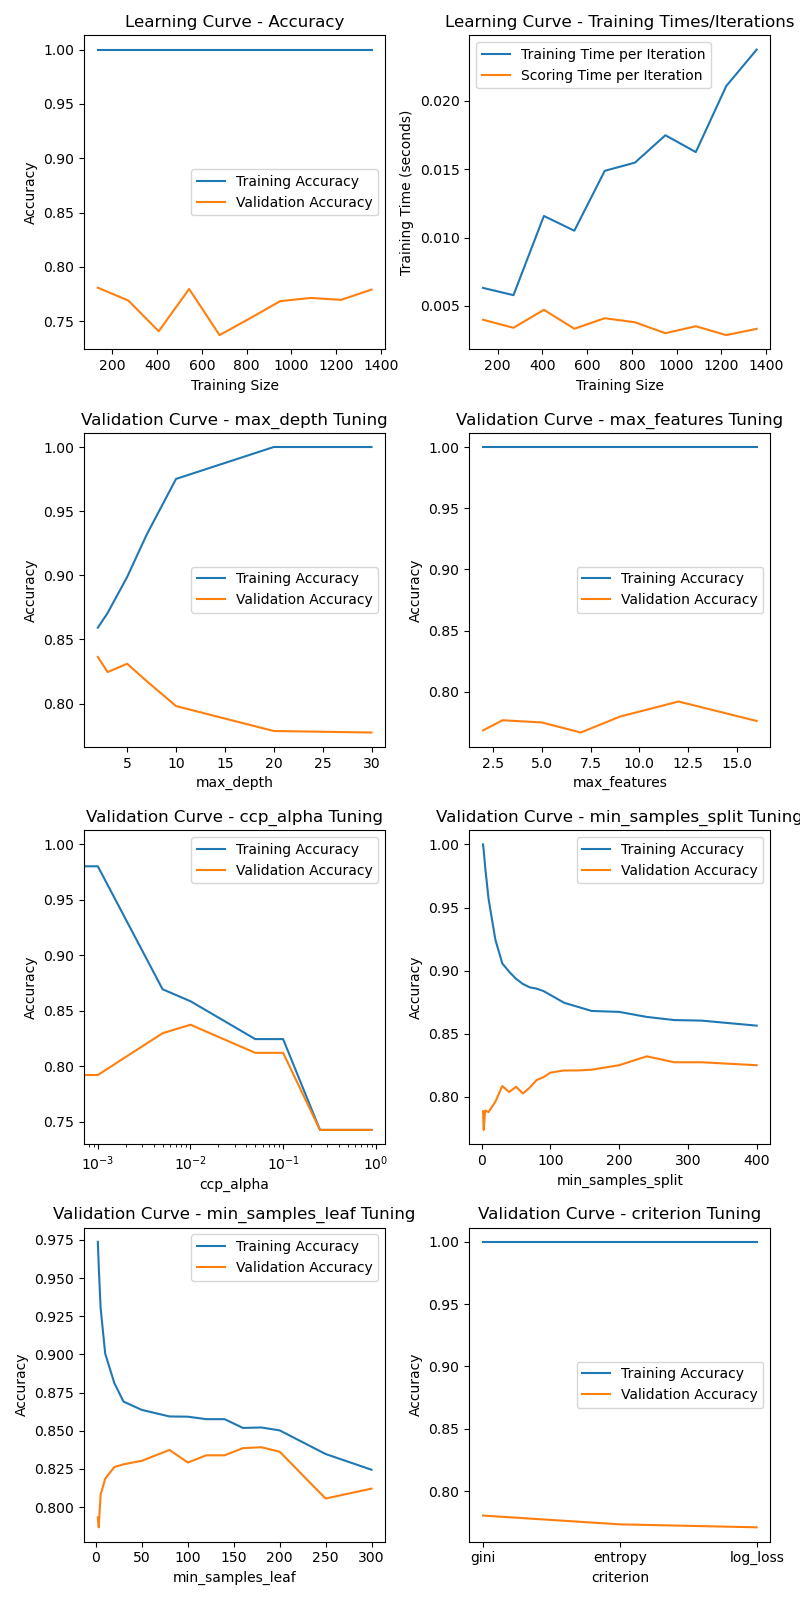 Learning Curve - Accuracy
1.00
0.95
0.90
0.85
0.80
0.75
Accuracy
Training Accuracy
Validation Accuracy
200 400 600 800 1000 1200 1400
Training Size
Learning Curve - Training Times/Iterations
Training Time per Iteration
Scoring Time per Iteration
0.020
0.015
0.010
0.005
Training Time (seconds)
200 400 600 800 1000 1200 1400
Training Size
Validation Curve - max_depth Tuning
1.00
0.95
0.90
0.85
0.80
Accuracy
Training Accuracy
Validation Accuracy
5 10 15 20 25 30
max_depth
Validation Curve - max_features Tuning
1.00
0.95
0.90
0.85
0.80
Accuracy
Training Accuracy
Validation Accuracy
2.5 5.0 7.5 10.0 12.5 15.0
max_features
Validation Curve - ccp_alpha Tuning
1.00
0.95
0.90
0.85
0.80
0.75
Accuracy
Training Accuracy
Validation Accuracy
10⁻³ 10⁻² 10⁻¹ 10⁰
ccp_alpha
Validation Curve - min_samples_split Tuning
1.00
0.95
0.90
0.85
0.80
Accuracy
Training Accuracy
Validation Accuracy
0 100 200 300 400
min_samples_split
Validation Curve - min_samples_leaf Tuning
0.975
0.950
0.925
0.900
0.875
0.850
0.825
0.800
Accuracy
Training Accuracy
Validation Accuracy
0 50 100 150 200 250 300
min_samples_leaf
Validation Curve - criterion Tuning
1.00
0.95
0.90
0.85
0.80
Accuracy
Training Accuracy
Validation Accuracy
gini entropy log_loss
criterion